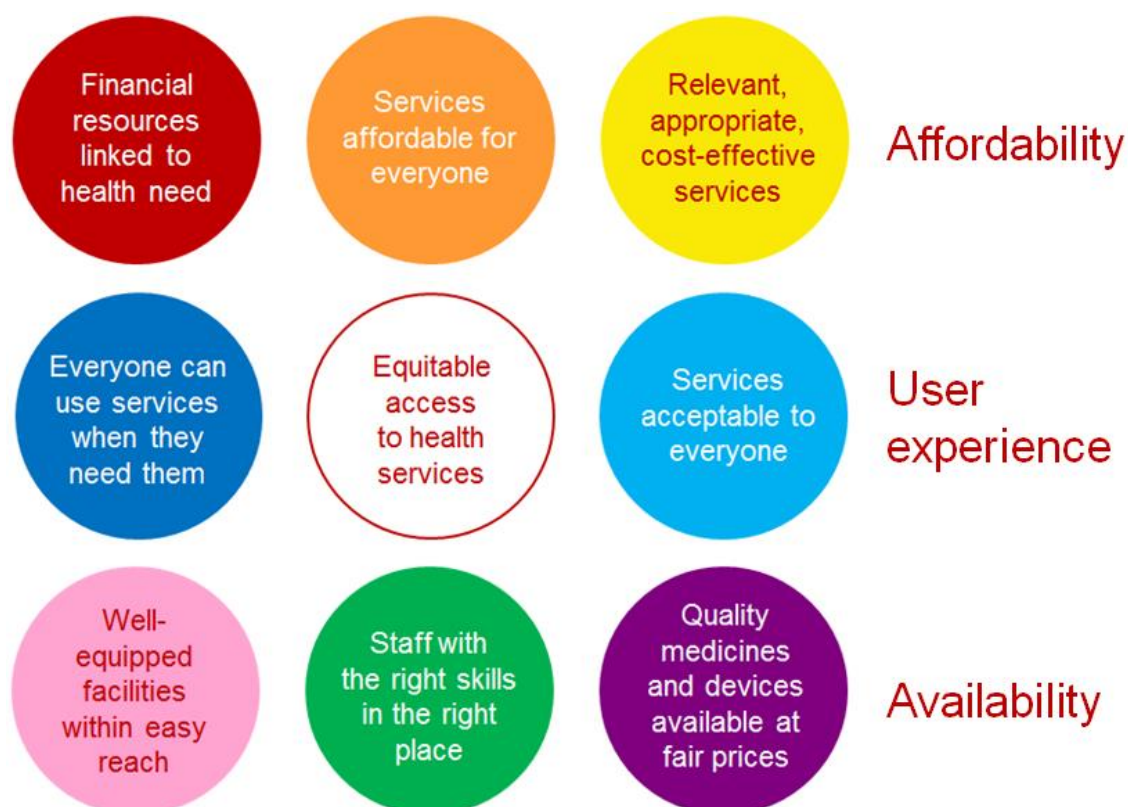 Financial
resources
linked to
health need
Services
affordable for
everyone
Relevant,
appropriate,
cost-effective
services
Affordability
Everyone can
use services
when they
need them
Equitable
access
to health
services
Services
acceptable to
everyone
User
experience
Well-
equipped
facilities
within easy
reach
Staff with
the right skills
in the right
place
Quality
medicines
and devices
available at
fair prices
Availability